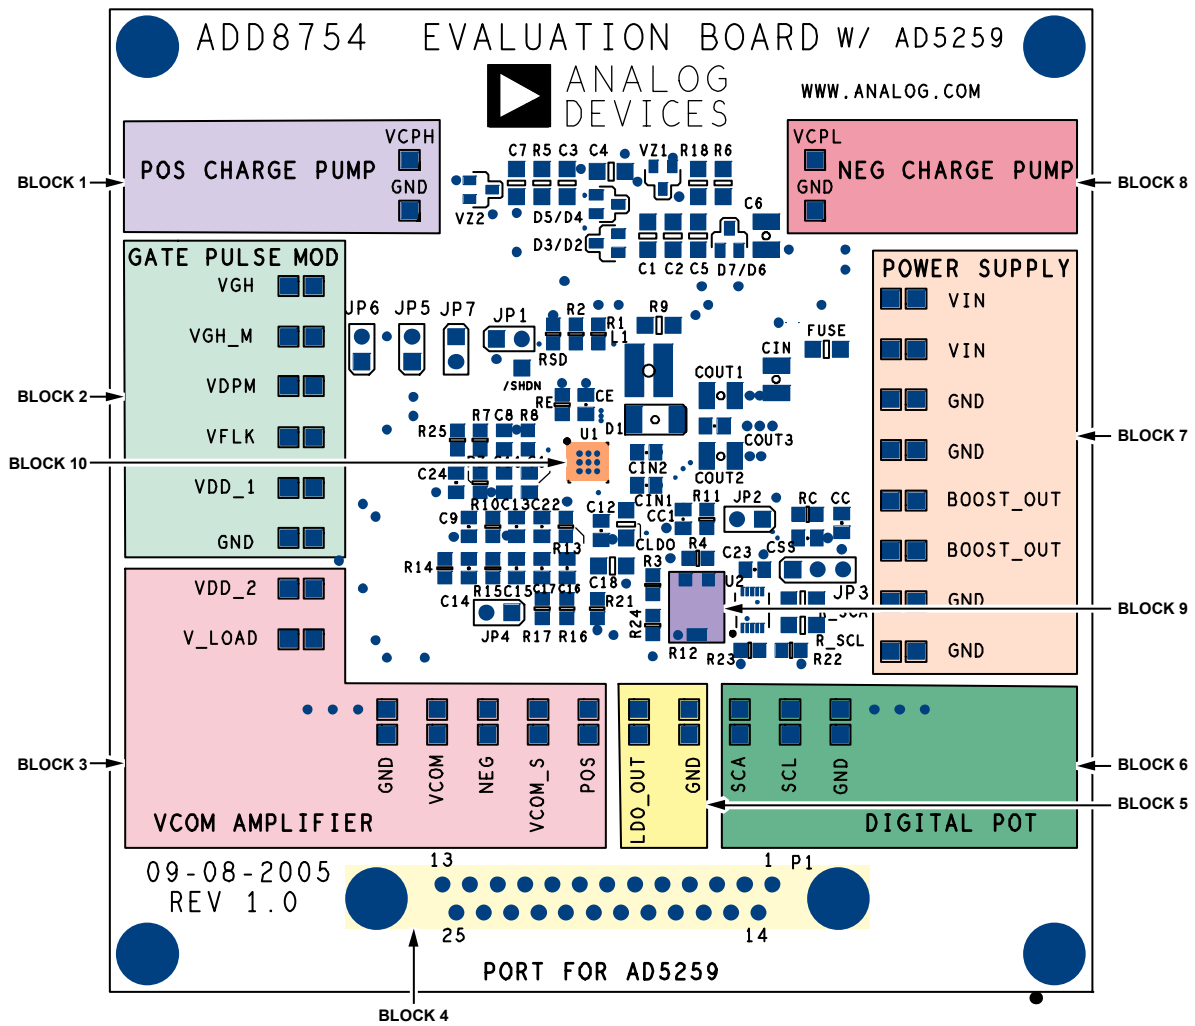 ADD8754 EVALUATION BOARD W/ AD5259
ANALOG
DEVICES
WWW.ANALOG.COM
BLOCK 1
POS CHARGE PUMP
VCPH
GND
C7 R5 C3 C4 VZ1 R18 R6
VZ2
D5/D4
D3/D2
C6
C1 C2 C5 D7/D6
VCPL
NEG CHARGE PUMP
GND
BLOCK 8
GATE PULSE MOD
VGH
VGH_M
VDPM
VFLK
VDD_1
GND
BLOCK 2
BLOCK 10
JP6 JP5 JP7 JP1
R2 R1 R9
L1
RSD
/SHDN
FUSE
CIN
COUT1
RE CE
D1
U1
COUT3
COUT2
R7 C8 R8
R25
C24
CIN2
CIN1
R10 C13 C22
C9
C12
CC1
R11
JP2
RC CC
R13
CLDO
R4
C23
CSS
R14
R15 C15 C17 C16
C18
R3
U2
JP3
C14
R21
R_SCA
JP4
R17 R16
R24
R12
R23
R22
R_SCL
POWER SUPPLY
VIN
VIN
GND
GND
BOOST_OUT
BOOST_OUT
GND
GND
BLOCK 7
BLOCK 9
VDD_2
V_LOAD
BLOCK 3
GND
VCOM
NEG
VCOM_S
POS
VCOM AMPLIFIER
LDO_OUT
GND
BLOCK 5
SCA
SCL
GND
DIGITAL POT
BLOCK 6
09-08-2005
REV 1.0
13 1 P1
25 14
PORT FOR AD5259
BLOCK 4